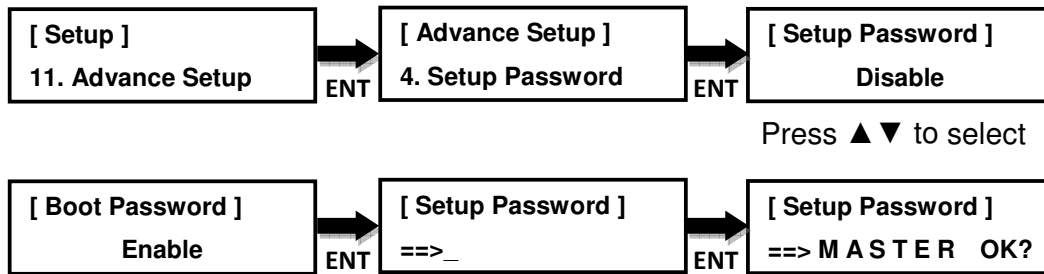 [ Setup ]
11. Advance Setup
ENT
[ Advance Setup ]
4. Setup Password
ENT
[ Setup Password ]
Disable
Press ▲▼ to select
[ Boot Password ]
Enable
ENT
[ Setup Password ]
==>_
ENT
[ Setup Password ]
==> M A S T E R OK?